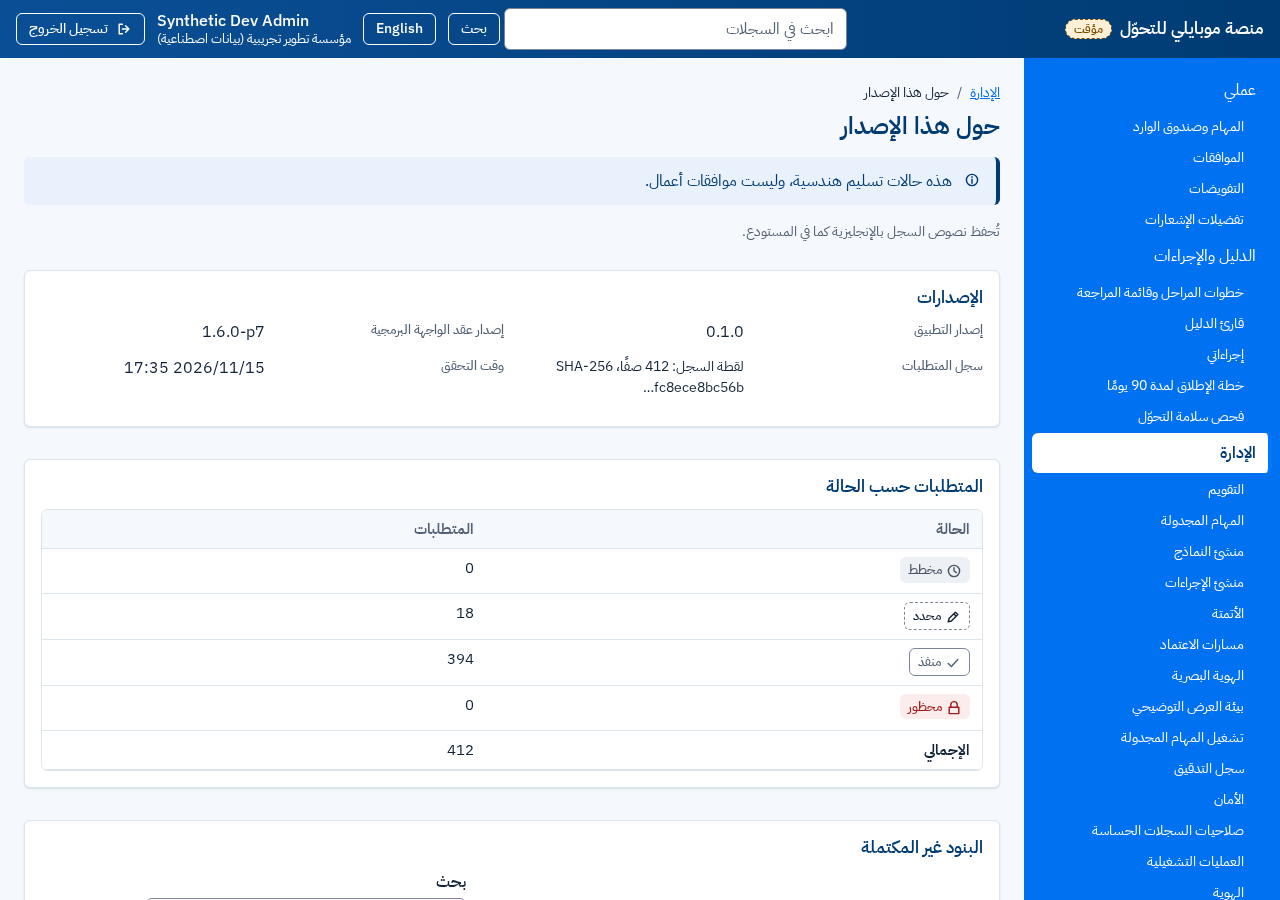 منصة موبايلي للتحوّل
مؤقت
ابحث في السجلات
بحث
English
Synthetic Dev Admin
مؤسسة تطوير تجريبية (بيانات اصطناعية)
تسجيل الخروج
عملي
المهام وصندوق الوارد
الموافقات
التفويضات
تفضيلات الإشعارات
الدليل والإجراءات
خطوات المراحل وقائمة المراجعة
قارئ الدليل
إجراءاتي
خطة الإطلاق لمدة 90 يومًا
فحص سلامة التحوّل
الإدارة
التقويم
المهام المجدولة
منشئ النماذج
منشئ الإجراءات
الأتمتة
مسارات الاعتماد
الهوية البصرية
بيئة العرض التوضيحي
تشغيل المهام المجدولة
سجل التدقيق
الأمان
صلاحيات السجلات الحساسة
العمليات التشغيلية
الهوية
الإدارة / حول هذا الإصدار
حول هذا الإصدار
هذه حالات تسليم هندسية، وليست موافقات أعمال.
تُحفظ نصوص السجل بالإنجليزية كما في المستودع.
الإصدارات
إصدار التطبيق
0.1.0
إصدار عقد الواجهة البرمجية
1.6.0-p7
سجل المتطلبات
لقطة السجل: 412 صفًا، SHA-256
fc8ece8bc56b…
وقت التحقق
2026/11/15 17:35
المتطلبات حسب الحالة
الحالة
المتطلبات
مخطط
0
محدد
18
منفذ
394
محظور
0
الإجمالي
412
البنود غير المكتملة
بحث